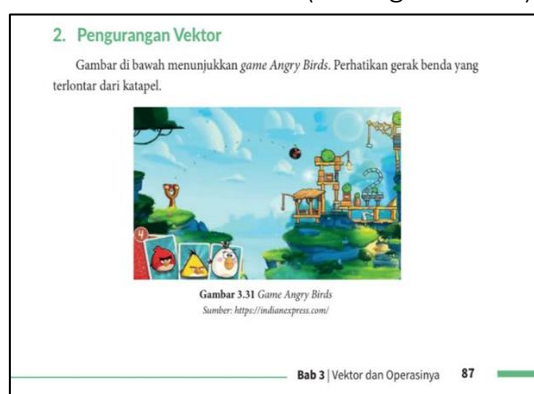 2. Pengurangan Vektor
Gambar di bawah menunjukkan game Angry Birds. Perhatikan gerak benda yang
terlontar dari katapel.
4
Gambar 3.31 Game Angry Birds
Sumber: https://indianexpress.com/
Bab 3 | Vektor dan Operasinya 87